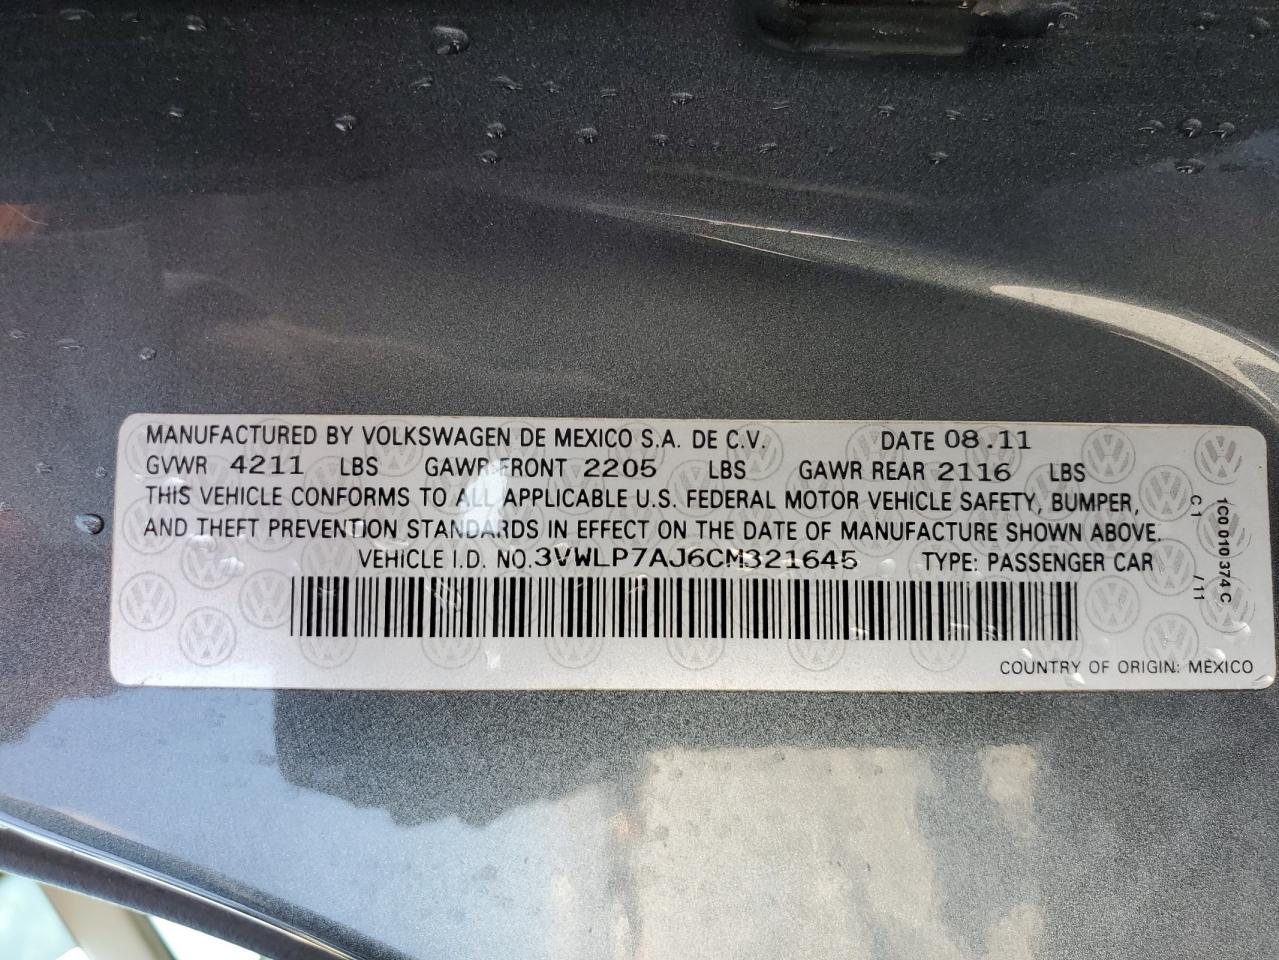 MANUFACTURED BY VOLKSWAGEN DE MEXICO S.A. DE C.V. DATE 08.11
GVWR 4211 LBS GAWR FRONT 2205 LBS GAWR REAR 2116 LBS
THIS VEHICLE CONFORMS TO ALL APPLICABLE U.S. FEDERAL MOTOR VEHICLE SAFETY, BUMPER,
AND THEFT PREVENTION STANDARDS IN EFFECT ON THE DATE OF MANUFACTURE SHOWN ABOVE.
VEHICLE I.D. NO.3VWLP7AJ6CM321645 TYPE: PASSENGER CAR
COUNTRY OF ORIGIN: MEXICO
1C0 010 374 C
C1 /11